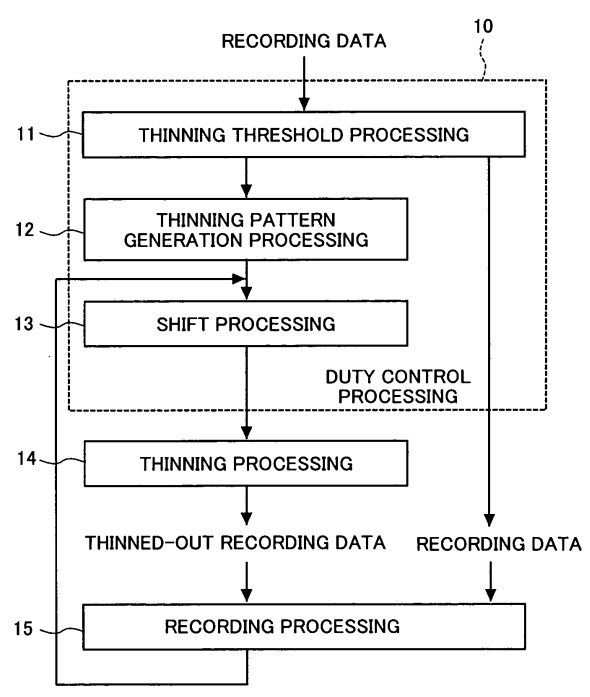 10
RECORDING DATA
11
THINNING THRESHOLD PROCESSING
12
THINNING PATTERN
GENERATION PROCESSING
13
SHIFT PROCESSING
DUTY CONTROL
PROCESSING
14
THINNING PROCESSING
THINNED-OUT RECORDING DATA
RECORDING DATA
15
RECORDING PROCESSING